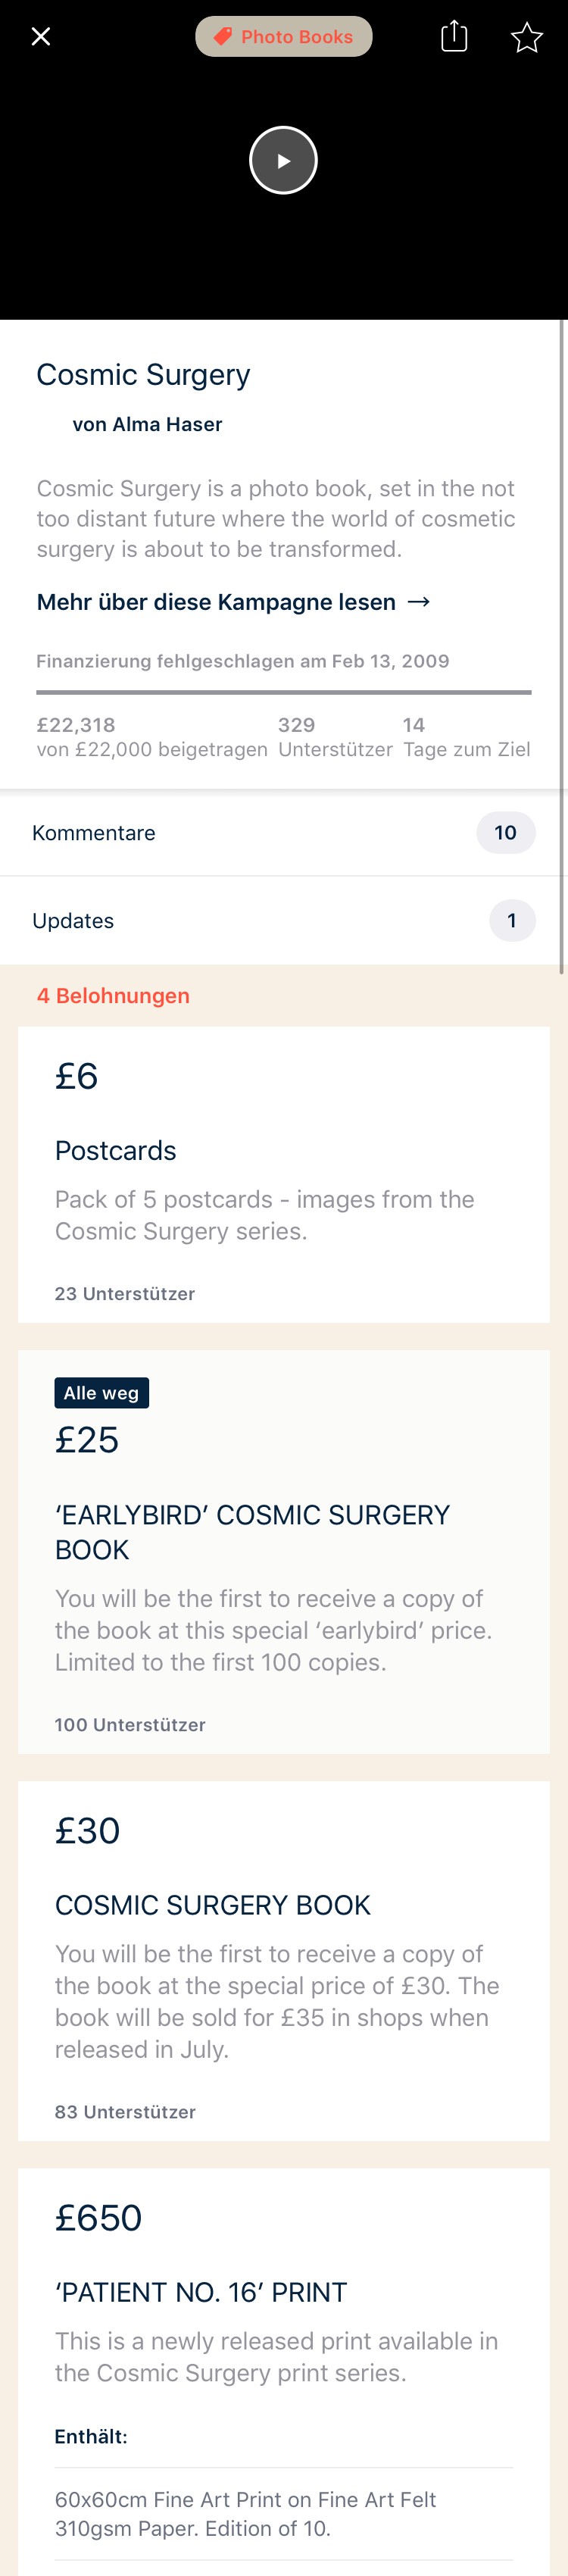 Photo Books
Cosmic Surgery
von Alma Haser
Cosmic Surgery is a photo book, set in the not
too distant future where the world of cosmetic
surgery is about to be transformed.
Mehr über diese Kampagne lesen →
Finanzierung fehlgeschlagen am Feb 13, 2009
£22,318 329 14
von £22,000 beigetragen Unterstützer Tage zum Ziel
Kommentare 10
Updates 1
4 Belohnungen
£6
Postcards
Pack of 5 postcards - images from the
Cosmic Surgery series.
23 Unterstützer
Alle weg
£25
‘EARLYBIRD’ COSMIC SURGERY
BOOK
You will be the first to receive a copy of
the book at this special ‘earlybird’ price.
Limited to the first 100 copies.
100 Unterstützer
£30
COSMIC SURGERY BOOK
You will be the first to receive a copy of
the book at the special price of £30. The
book will be sold for £35 in shops when
released in July.
83 Unterstützer
£650
‘PATIENT NO. 16’ PRINT
This is a newly released print available in
the Cosmic Surgery print series.
Enthält:
60x60cm Fine Art Print on Fine Art Felt
310gsm Paper. Edition of 10.